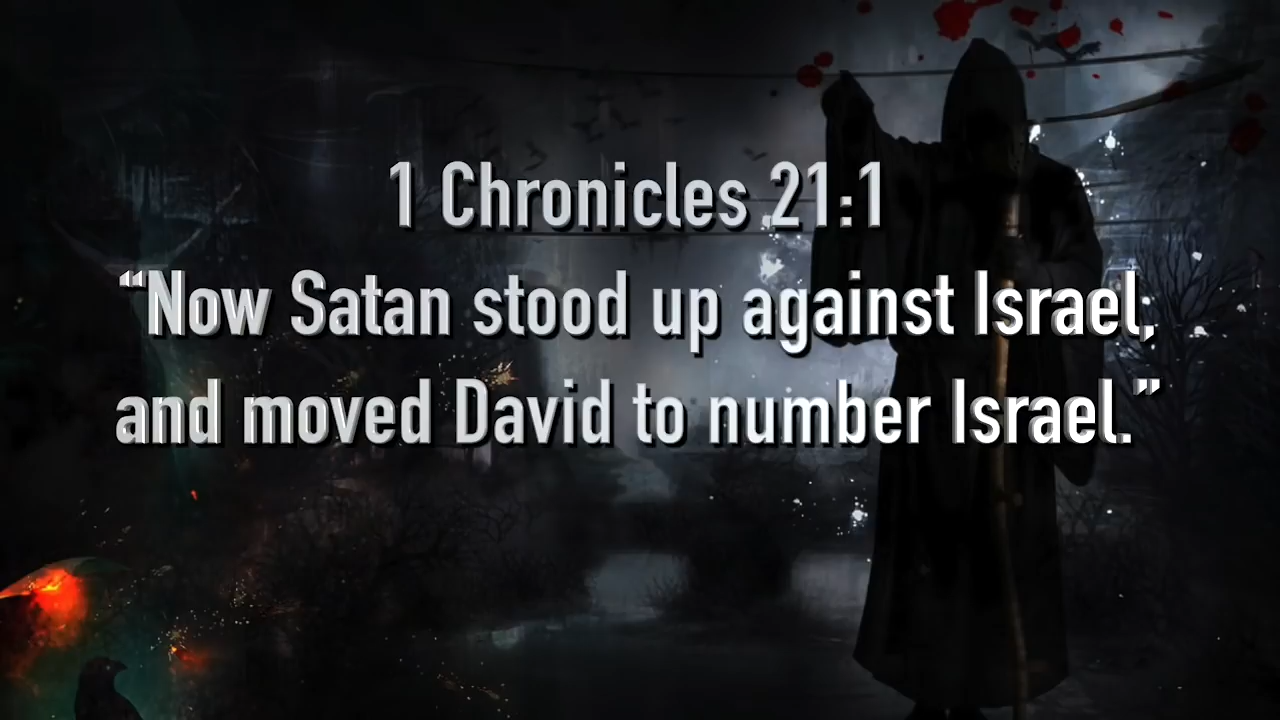 1 Chronicles 21:1
“Now Satan stood up against Israel,
and moved David to number Israel.”